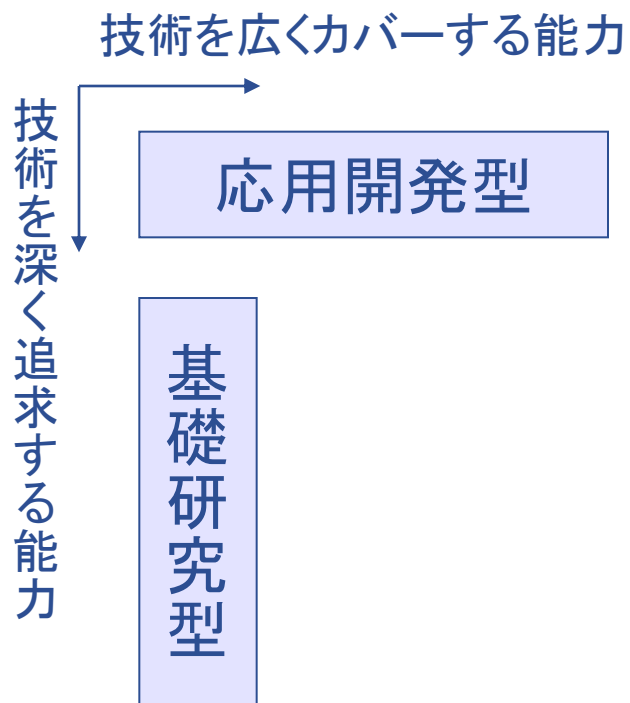 技術を広くカバーする能力
技術を深く追求する能力
応用開発型
基礎研究型